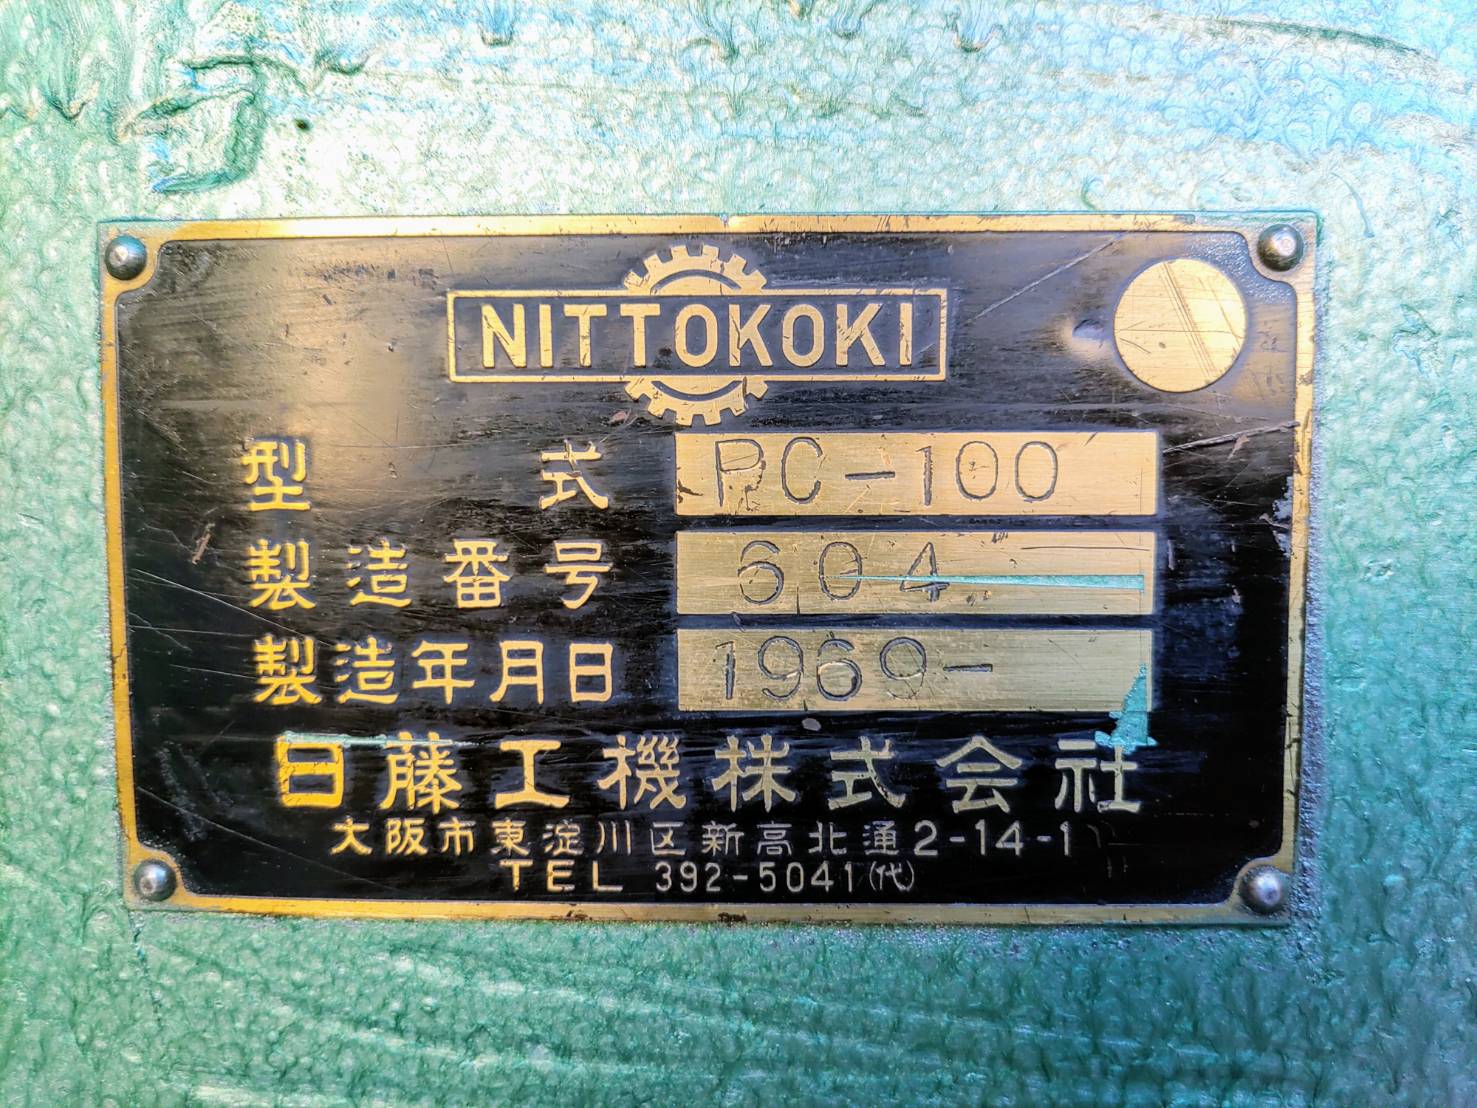 NITTOKOKI
型式 PC-100
製造番号 604
製造年月日 1969-
日藤工機株式会社
大阪市東淀川区新高北通2-14-1
TEL 392-5041(代)